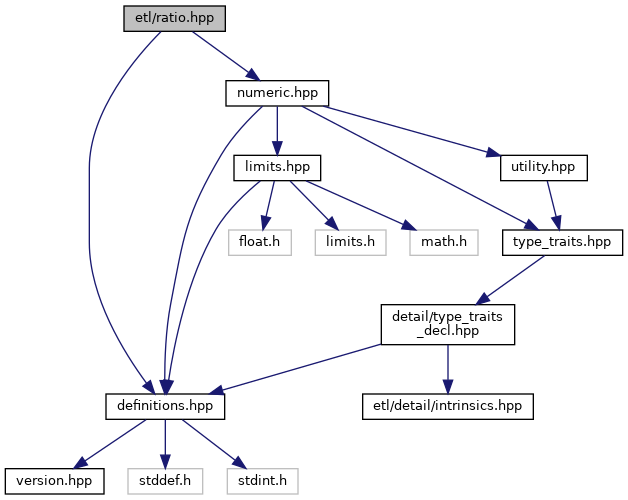 etl/ratio.hpp
numeric.hpp
limits.hpp
utility.hpp
float.h
limits.h
math.h
type_traits.hpp
detail/type_traits
_decl.hpp
definitions.hpp
etl/detail/intrinsics.hpp
version.hpp
stddef.h
stdint.h